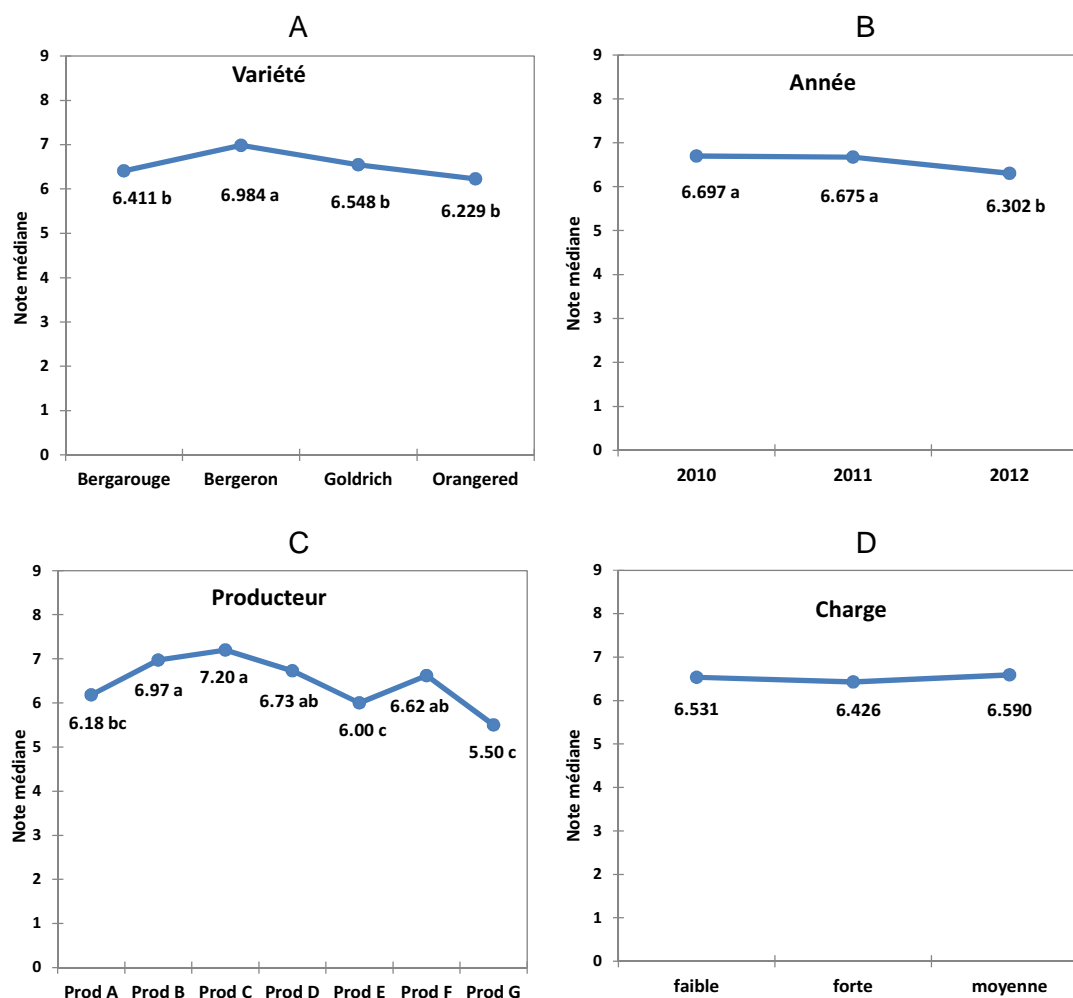 A
Variété
Note médiane
9
8
7
6
5
4
3
2
1
0
6.411 b
6.984 a
6.548 b
6.229 b
Bergarouge
Bergeron
Goldrich
Orangered
B
Année
Note médiane
9
8
7
6
5
4
3
2
1
0
6.697 a
6.675 a
6.302 b
2010
2011
2012
C
Producteur
Note médiane
9
8
7
6
5
4
3
2
1
0
6.18 bc
6.97 a
7.20 a
6.73 ab
6.00 c
6.62 ab
5.50 c
Prod A
Prod B
Prod C
Prod D
Prod E
Prod F
Prod G
D
Charge
Note médiane
9
8
7
6
5
4
3
2
1
0
6.531
6.426
6.590
faible
forte
moyenne